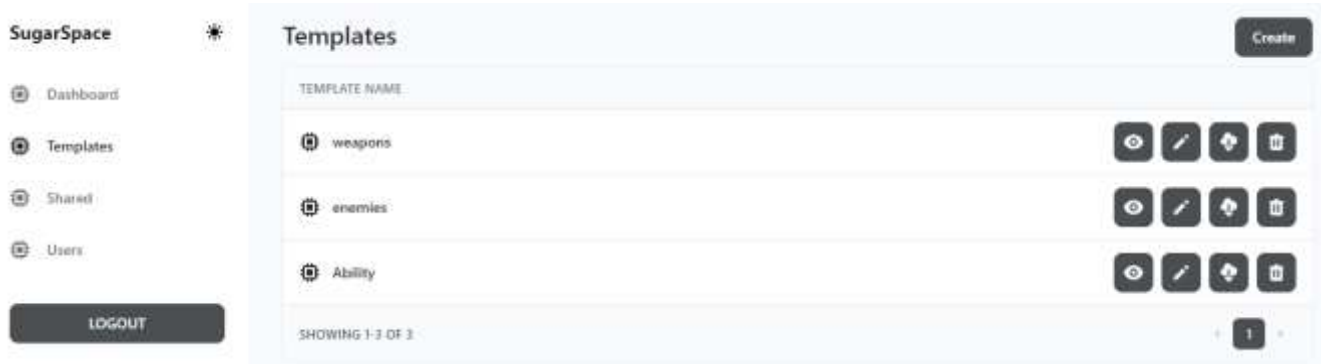 SugarSpace
Dashboard
Templates
Shared
Users
LOGOUT
Templates
Create
TEMPLATE NAME
weapons
enemies
Ability
SHOWING 1-3 OF 3
1